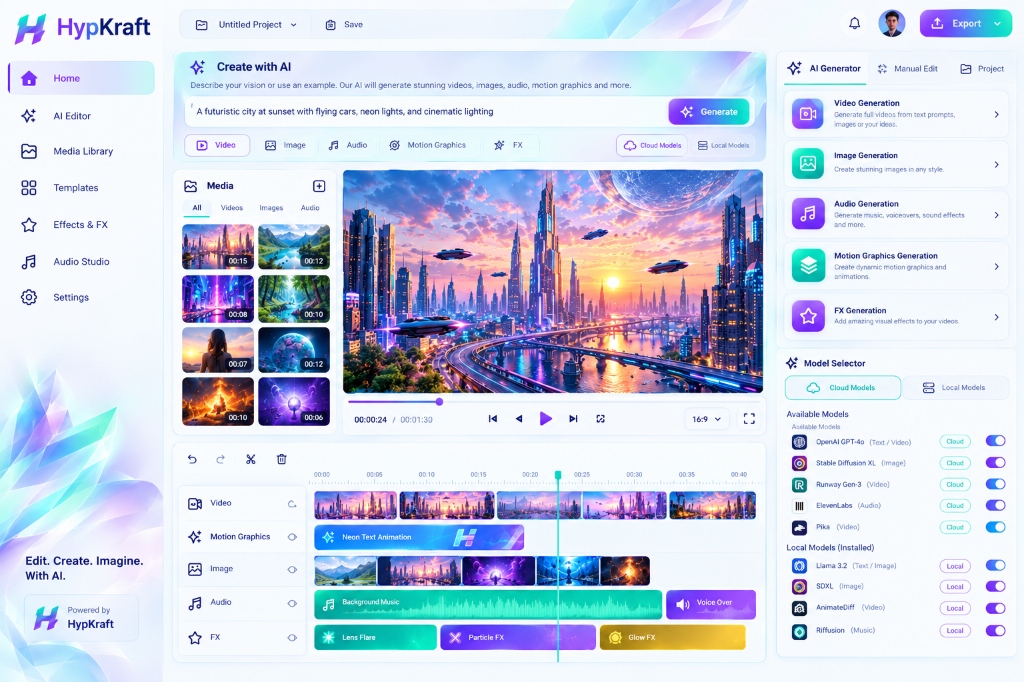 HypKraft
Untitled Project
Save
Export
Home
AI Editor
Media Library
Templates
Effects & FX
Audio Studio
Settings
Edit. Create. Imagine.
With AI.
Powered by
HypKraft
Create with AI
Describe your vision or use an example. Our AI will generate stunning videos, images, audio, motion graphics and more.
A futuristic city at sunset with flying cars, neon lights, and cinematic lighting
Generate
Video
Image
Audio
Motion Graphics
FX
Cloud Models
Local Models
Media
All
Videos
Images
Audio
00:15
00:12
00:08
00:10
00:07
00:12
00:10
00:06
00:00:24 / 00:01:30
16:9
00:00
00:05
00:10
00:15
00:20
00:25
00:30
00:35
00:40
Video
Motion Graphics
Neon Text Animation
Image
Audio
Background Music
Voice Over
FX
Lens Flare
Particle FX
Glow FX
AI Generator
Manual Edit
Project
Video Generation
Generate full videos from text prompts,
images or your ideas.
Image Generation
Create stunning images in any style.
Audio Generation
Generate music, voiceovers, sound effects
and more.
Motion Graphics Generation
Create dynamic motion graphics and
animations.
FX Generation
Add amazing visual effects to your videos.
Model Selector
Cloud Models
Local Models
Available Models
Available Models
OpenAI GPT-4o (Text / Video)
Cloud
Stable Diffusion XL (Image)
Cloud
Runway Gen-3 (Video)
Cloud
ElevenLabs (Audio)
Cloud
Pika (Video)
Cloud
Local Models (Installed)
Llama 3.2 (Text / Image)
Local
SDXL (Image)
Local
AnimateDiff (Video)
Local
Riffusion (Music)
Local